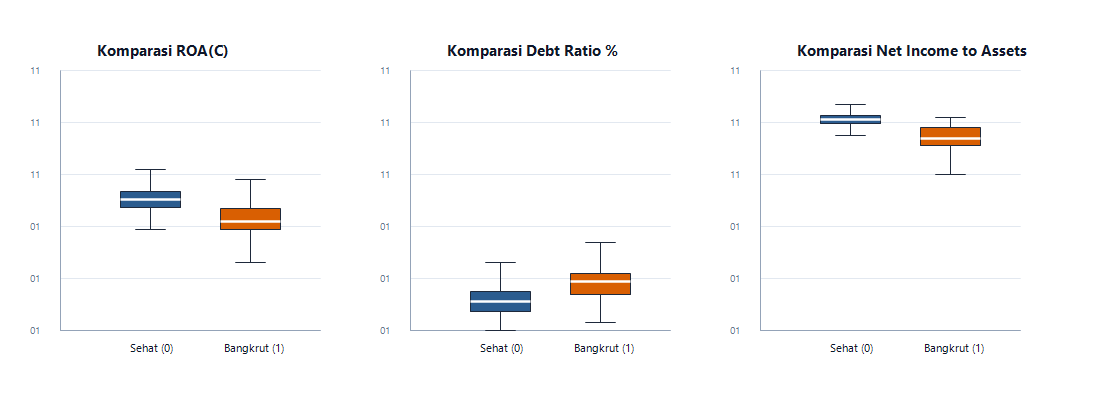 Komparasi ROA(C)
11
11
11
01
01
01
Sehat (0)
Bangkrut (1)
Komparasi Debt Ratio %
11
11
11
01
01
01
Sehat (0)
Bangkrut (1)
Komparasi Net Income to Assets
11
11
11
01
01
01
Sehat (0)
Bangkrut (1)